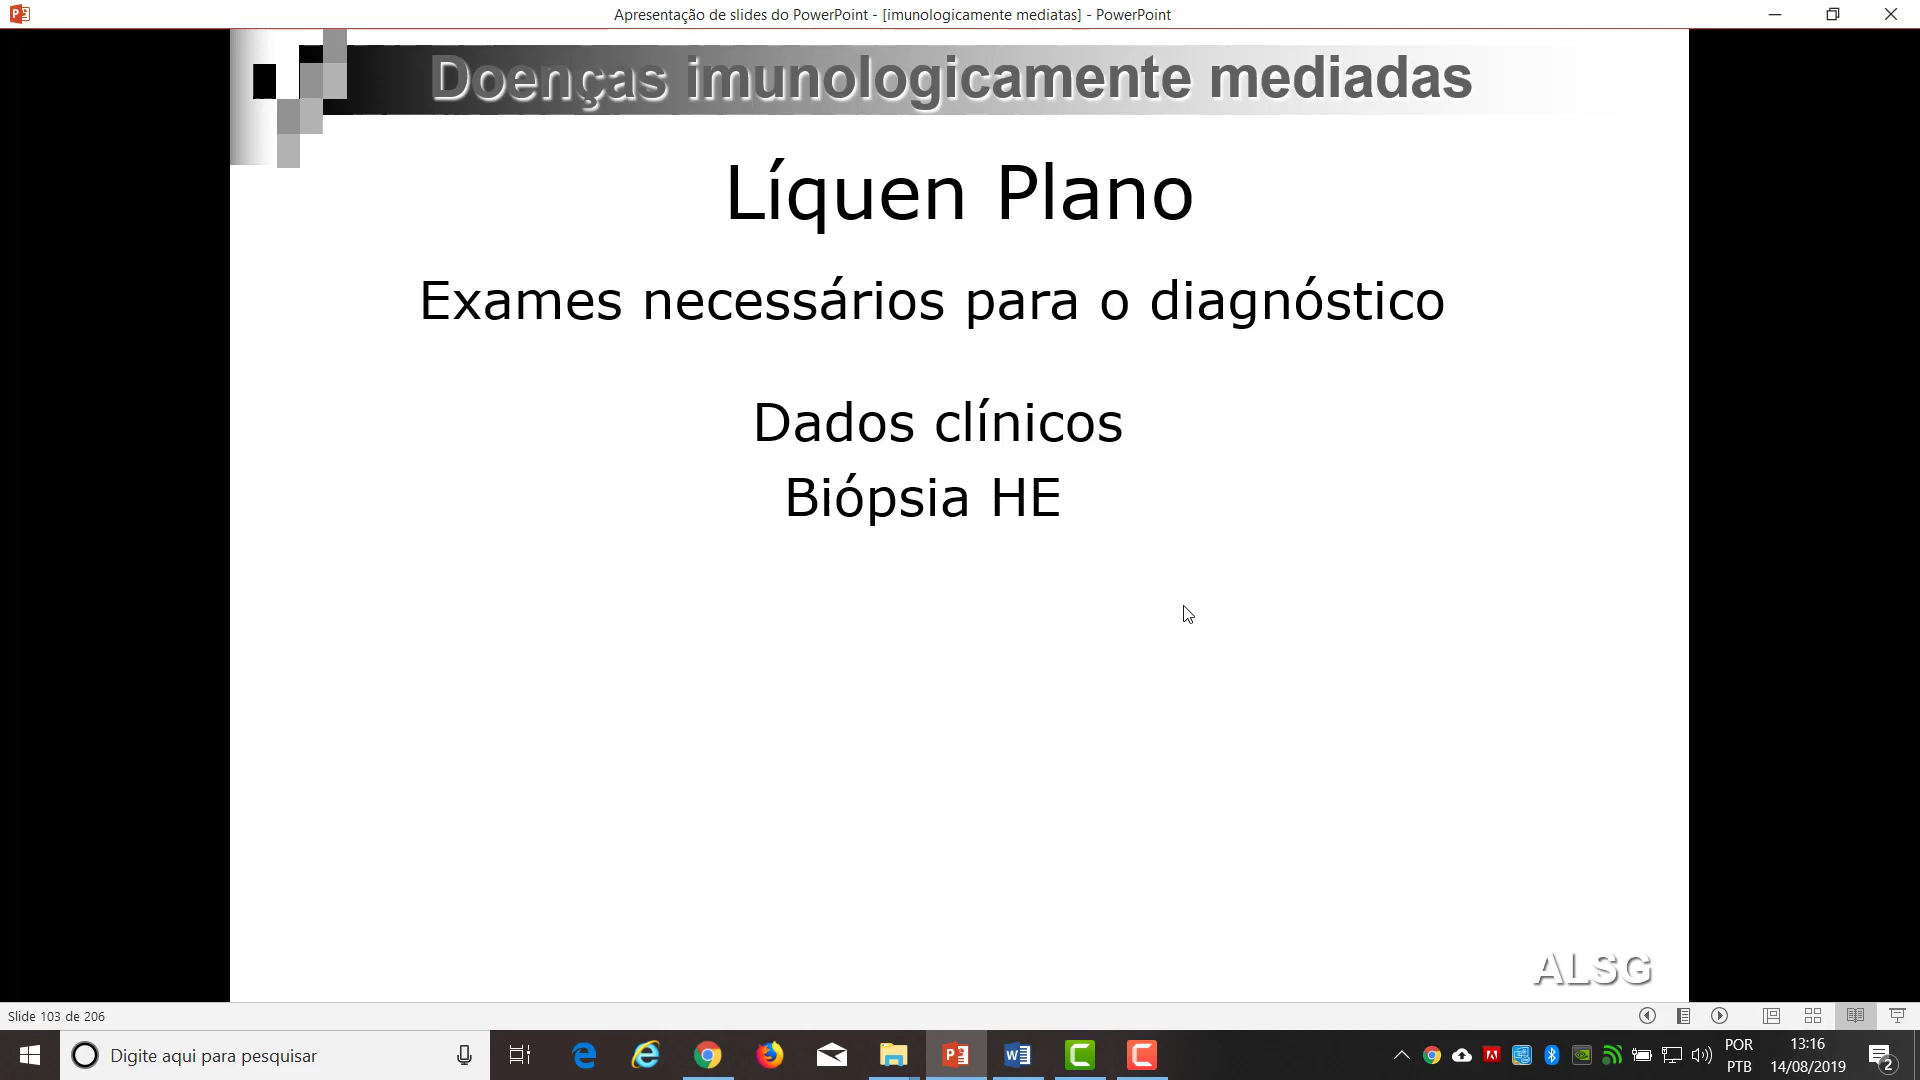 Apresentação de slides do PowerPoint - [imunologicamente mediatas] - PowerPoint
Doenças imunologicamente mediadas
Líquen Plano
Exames necessários para o diagnóstico
Dados clínicos
Biópsia HE
ALSG
Slide 103 de 206
Digite aqui para pesquisar
POR
PTB
13:16
14/08/2019
2